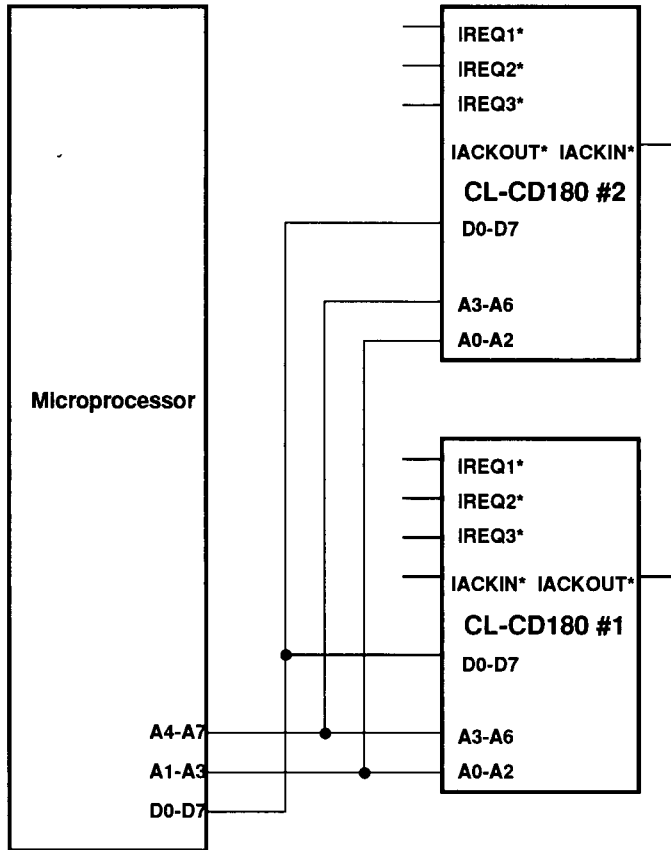 Microprocessor
A4-A7
A1-A3
D0-D7
IREQ1*
IREQ2*
IREQ3*
IACKOUT* IACKIN*
CL-CD180 #2
D0-D7
A3-A6
A0-A2
IREQ1*
IREQ2*
IREQ3*
IACKIN* IACKOUT*
CL-CD180 #1
D0-D7
A3-A6
A0-A2